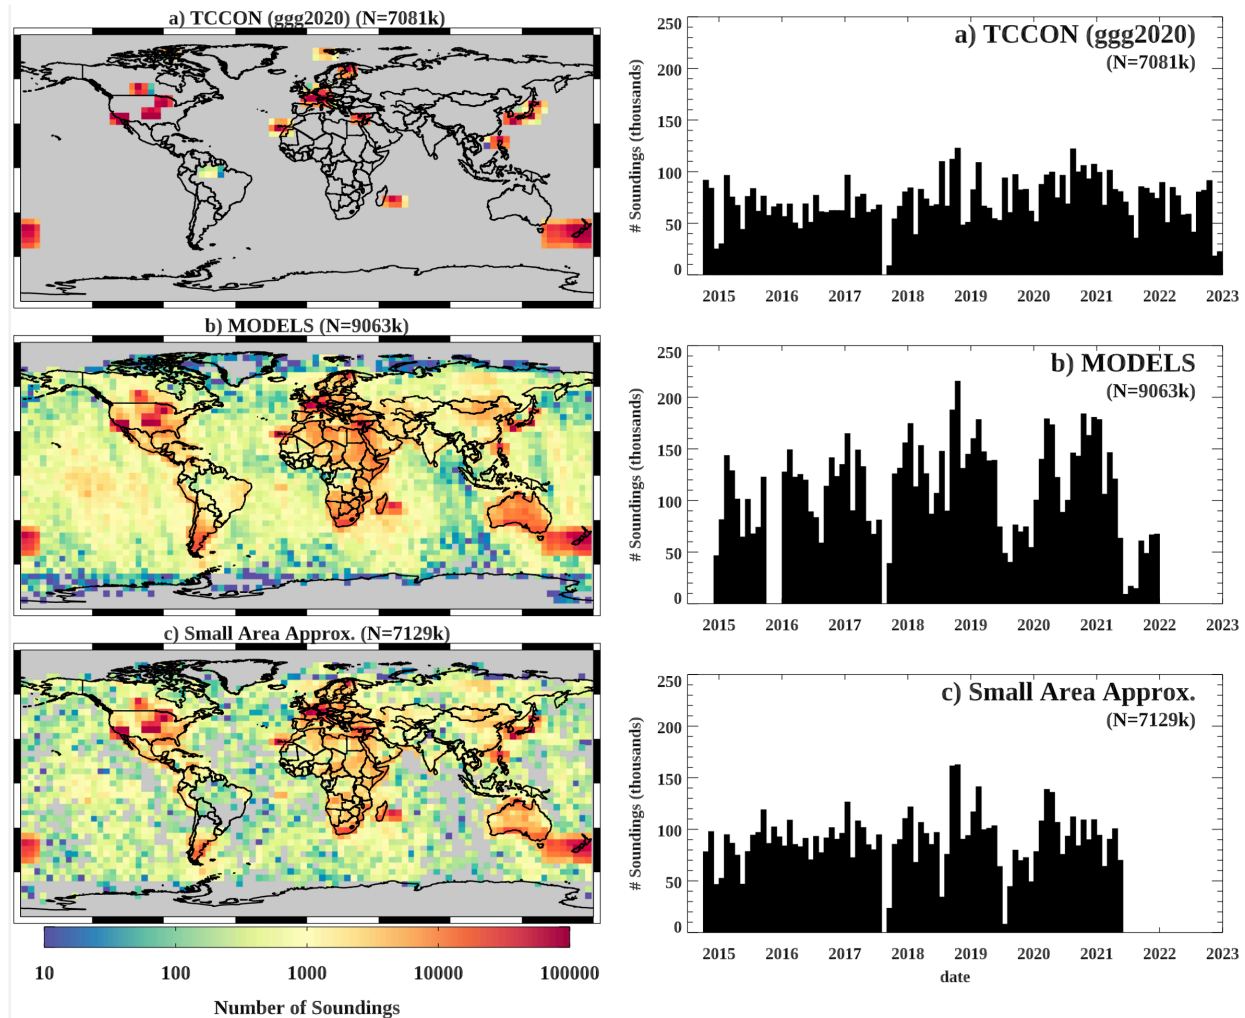 a) TCCON (ggg2020) (N=7081k)
b) MODELS (N=9063k)
c) Small Area Approx. (N=7129k)
10 100 1000 10000 100000
Number of Soundings
a) TCCON (ggg2020)
(N=7081k)
# Soundings (thousands)
250
200
150
100
50
0
2015 2016 2017 2018 2019 2020 2021 2022 2023
b) MODELS
(N=9063k)
# Soundings (thousands)
250
200
150
100
50
0
2015 2016 2017 2018 2019 2020 2021 2022 2023
c) Small Area Approx.
(N=7129k)
# Soundings (thousands)
250
200
150
100
50
0
2015 2016 2017 2018 2019 2020 2021 2022 2023
date